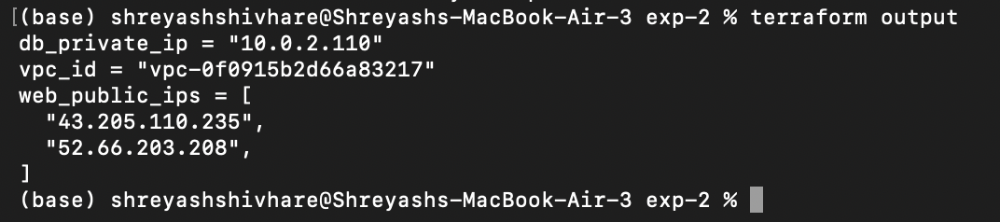 [(base) shreyashshivhare@Shreyashs-MacBook-Air-3 exp-2 % terraform output
db_private_ip = "10.0.2.110"
vpc_id = "vpc-0f0915b2d66a83217"
web_public_ips = [
  "43.205.110.235",
  "52.66.203.208",
]
(base) shreyashshivhare@Shreyashs-MacBook-Air-3 exp-2 %